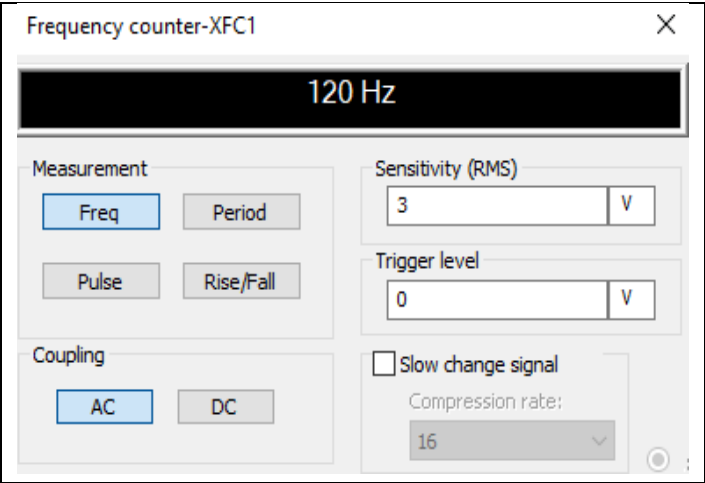 Frequency counter-XFC1
120 Hz
Measurement
Freq
Period
Pulse
Rise/Fall
Coupling
AC
DC
Sensitivity (RMS)
3
V
Trigger level
0
V
Slow change signal
Compression rate:
16